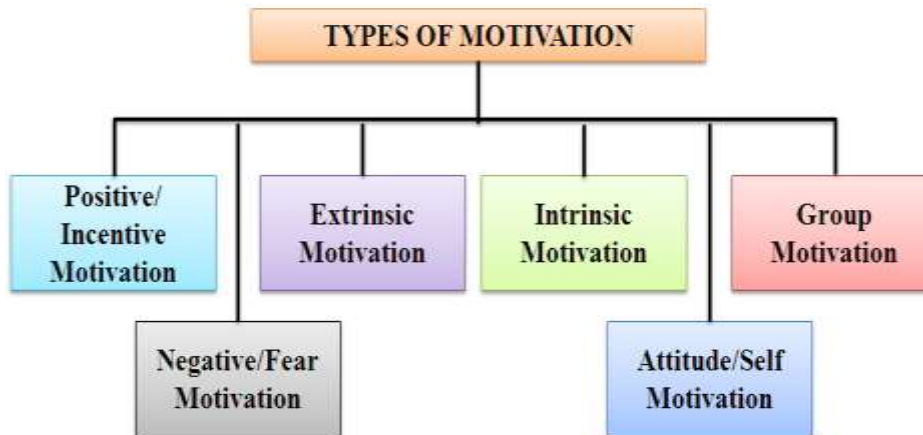 TYPES OF MOTIVATION
Positive/
Incentive
Motivation
Extrinsic
Motivation
Intrinsic
Motivation
Group
Motivation
Negative/Fear
Motivation
Attitude/Self
Motivation